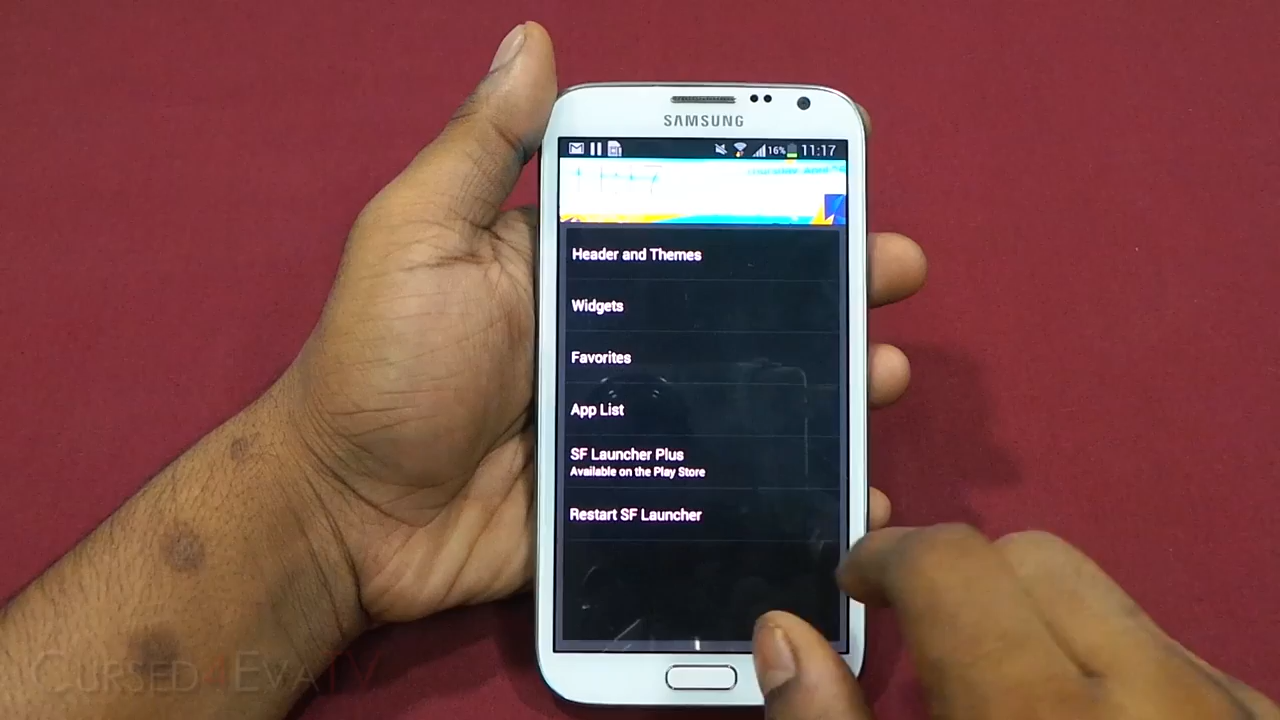 SAMSUNG
16% 11:17
Header and Themes
Widgets
Favorites
App List
SF Launcher Plus
Available on the Play Store
Restart SF Launcher
CURSED4EVATV